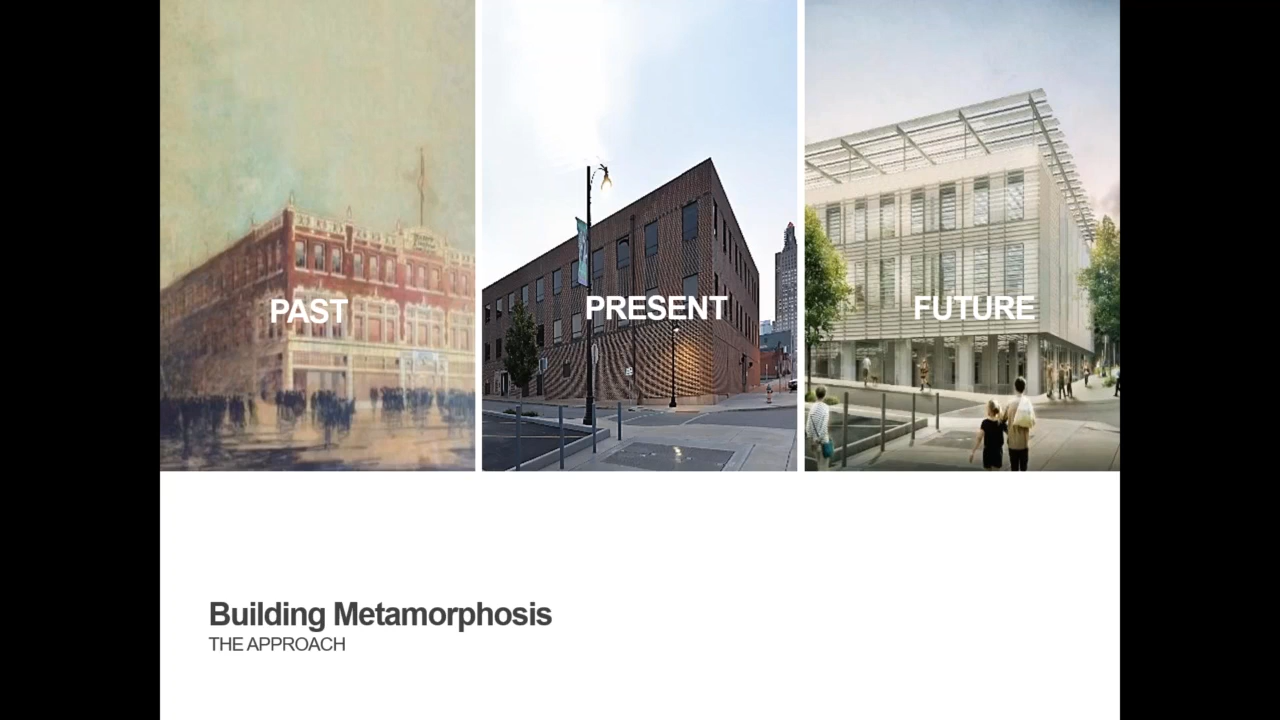 PAST
PRESENT
FUTURE
Building Metamorphosis
THE APPROACH